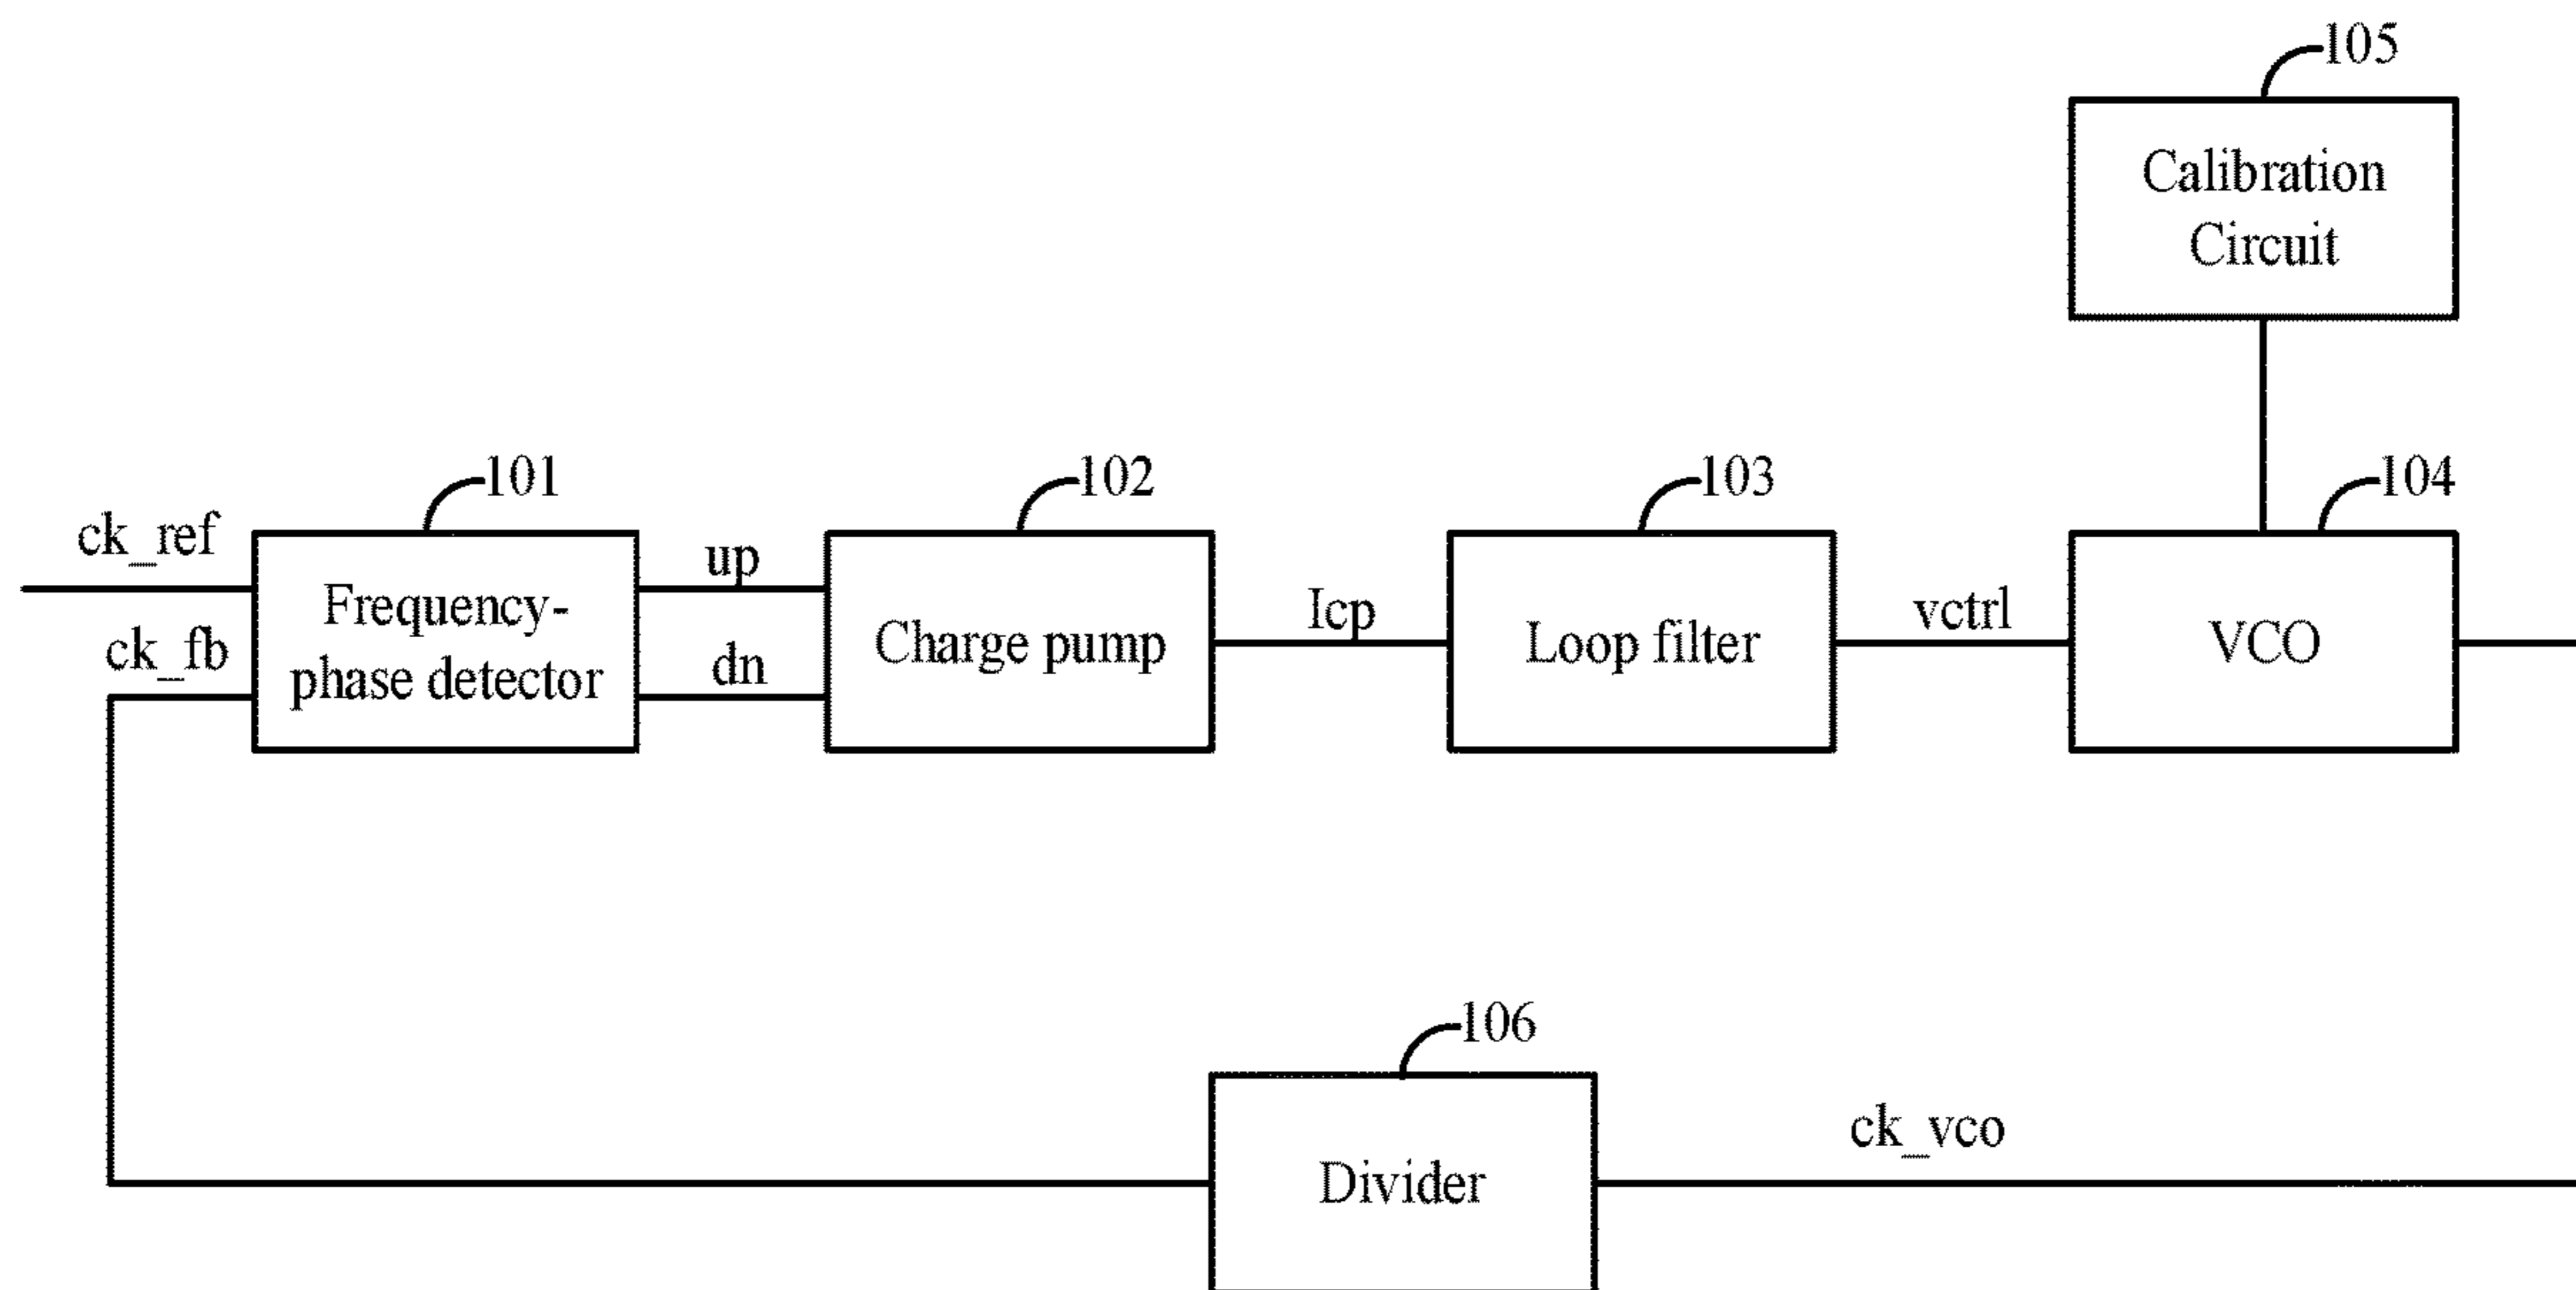 105
Calibration
Circuit
101
102
103
104
ck_ref
up
Frequency-
phase detector
ck_fb
dn
Charge pump
Icp
Loop filter
vctrl
VCO
106
Divider
ck_vco